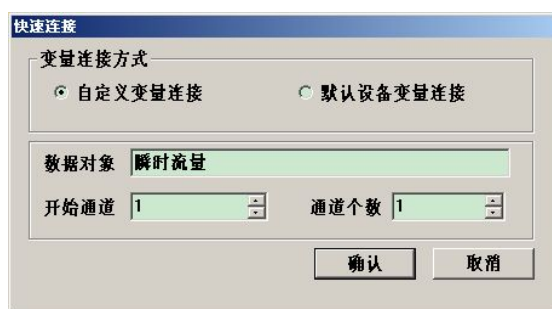 快速连接
变量连接方式
自定义变量连接 默认设备变量连接
数据对象 瞬时流量
开始通道 1 通道个数 1
确认 取消